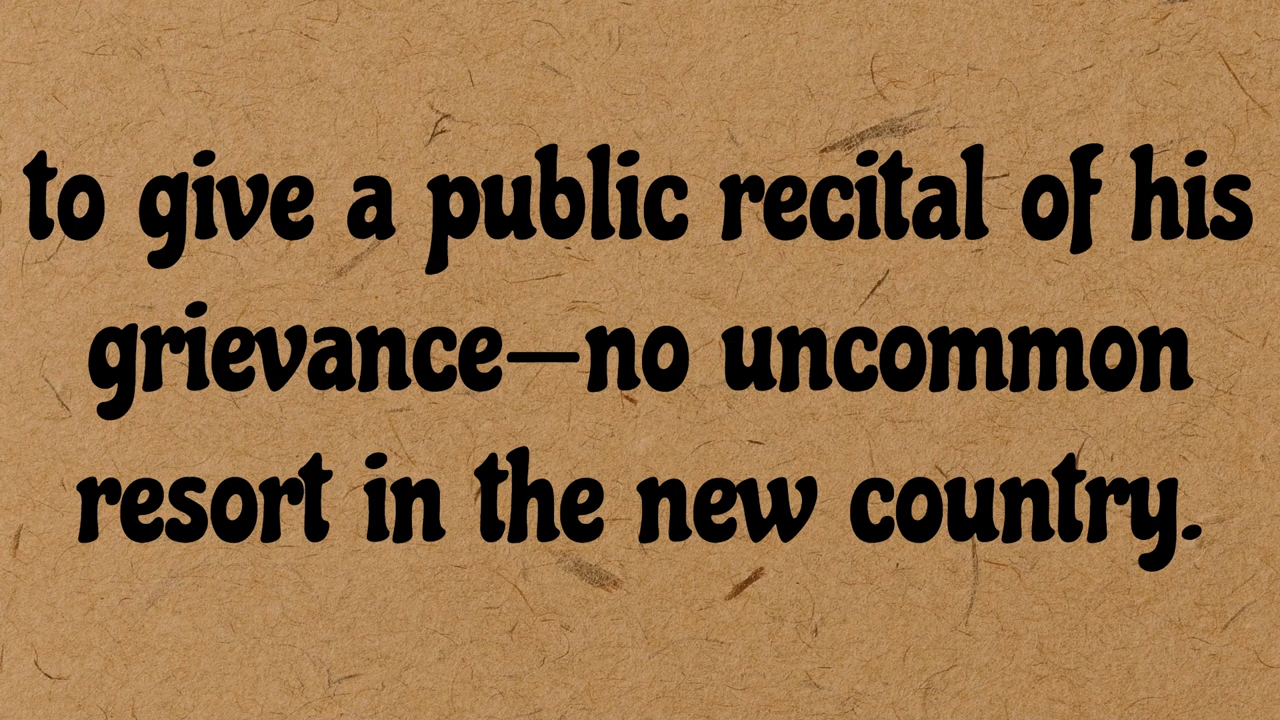 to give a public recital of his
grievance—no uncommon
resort in the new country.